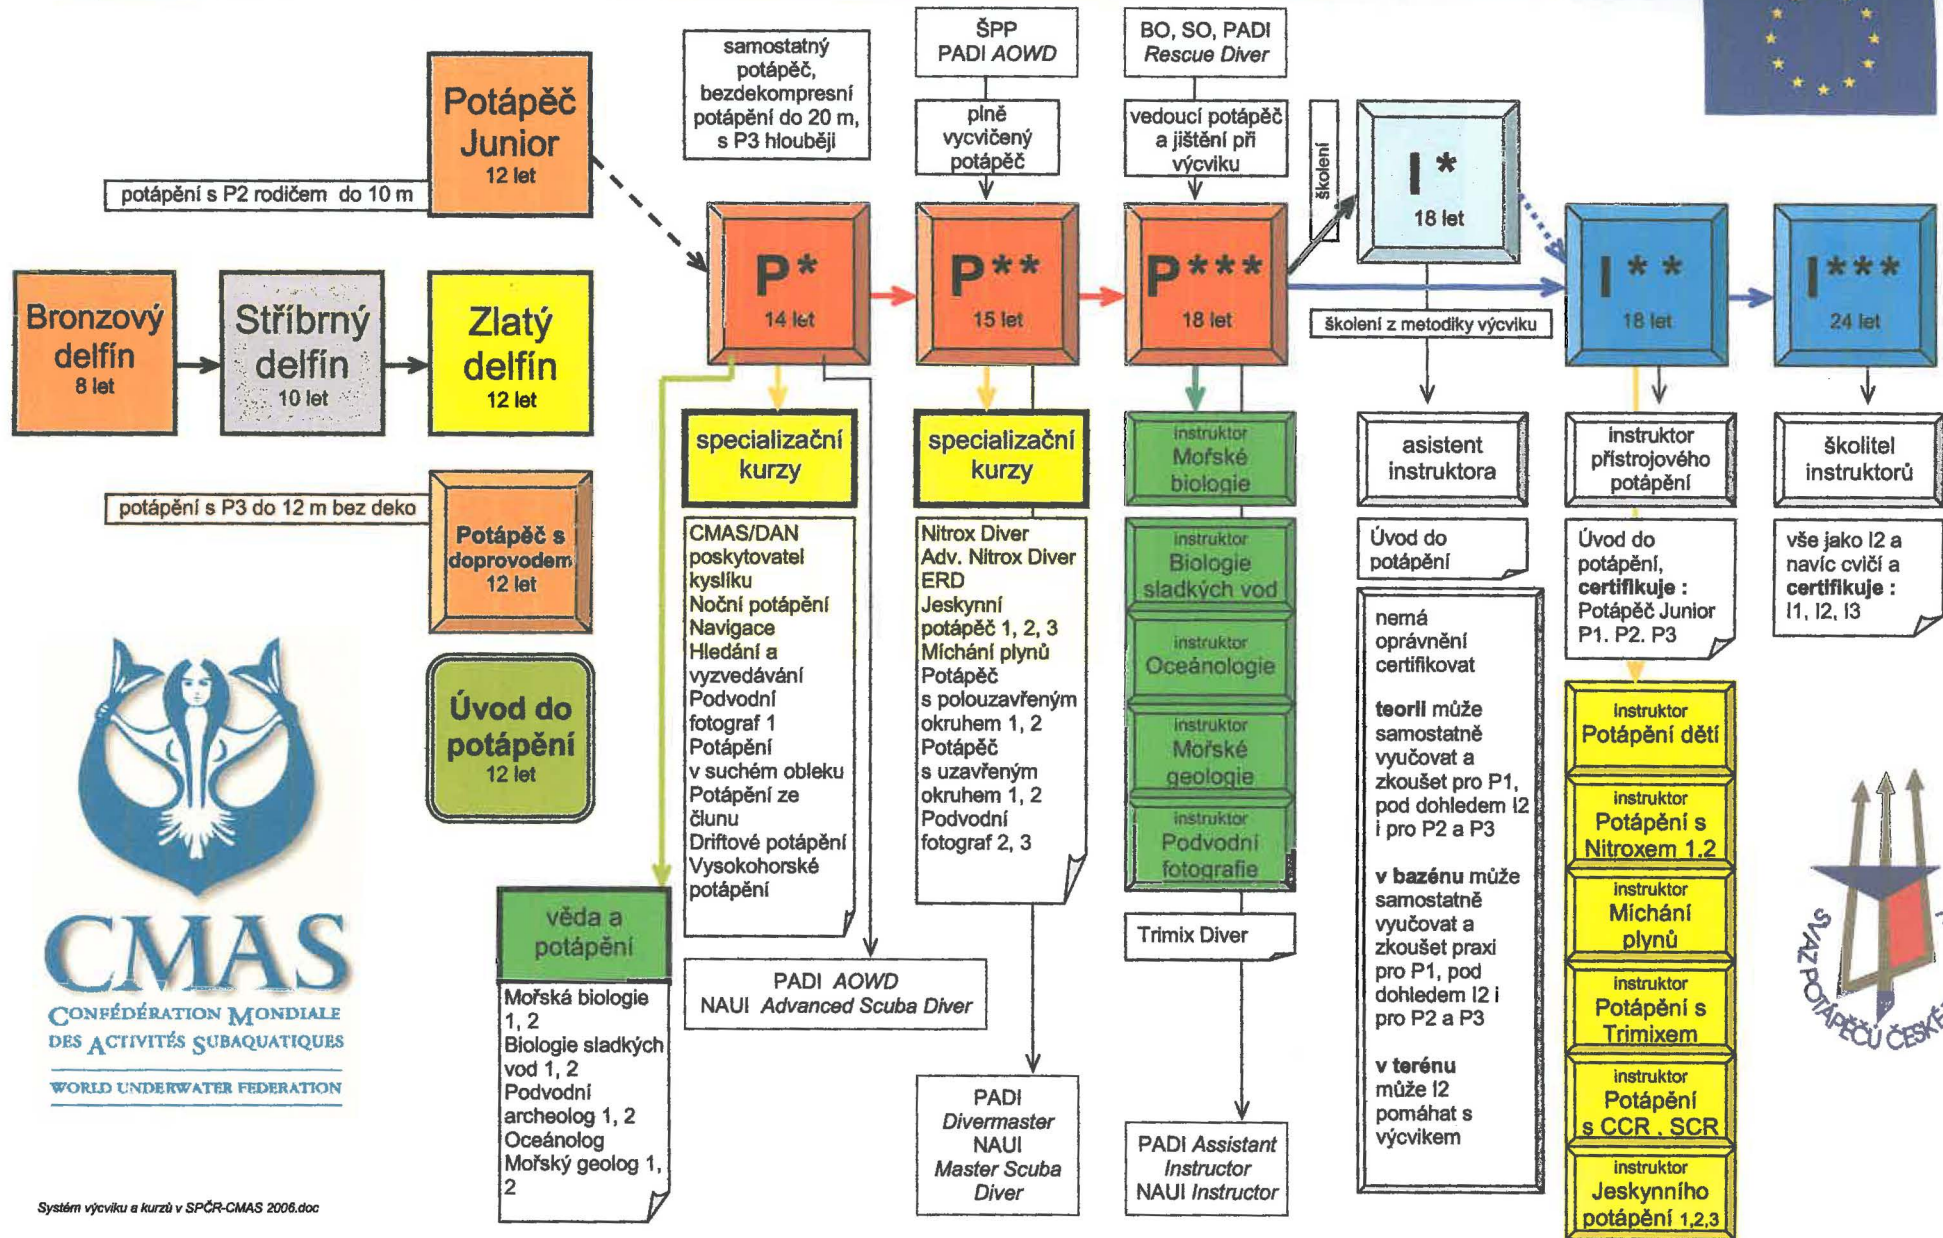 Potápěč
Junior
12 let
potápění s P2 rodičem  do 10 m
samostatný
potápěč,
bezdekompresní
potápění do 20 m,
s P3 hlouběji
ŠPP
PADI AOWD
plně
vycvičený
potápěč
BO, SO, PADI
Rescue Diver
vedoucí potápěč
a jištění při
výcviku
školení
I*
18 let
P*
14 let
P**
15 let
P***
18 let
I**
18 let
I***
24 let
školení z metodiky výcviku
Bronzový
delfín
8 let
Stříbrný
delfín
10 let
Zlatý
delfín
12 let
potápění s P3 do 12 m bez deko
Potápěč s
doprovodem
12 let
Úvod do
potápění
12 let
specializační
kurzy
CMAS/DAN
poskytovatel
kyslíku
Noční potápění
Navigace
Hledání a
vyzvedávání
Podvodní
fotograf 1
Potápění
v suchém obleku
Potápění ze
člunu
Driftové potápění
Vysokohorské
potápění
specializační
kurzy
Nitrox Diver
Adv. Nitrox Diver
ERD
Jeskynní
potápěč 1, 2, 3
Míchání plynů
Potápěč
s polouzavřeným
okruhem 1, 2
Potápěč
s uzavřeným
okruhem 1, 2
Podvodní
fotograf 2, 3
instruktor
Mořské
biologie
instruktor
Biologie
sladkých vod
instruktor
Oceánologie
instruktor
Mořské
geologie
instruktor
Podvodní
fotografie
Trimix Diver
asistent
instruktora
Úvod do
potápění
nemá
oprávnění
certifikovat
teorii může
samostatně
vyučovat a
zkoušet pro P1,
pod dohledem I2
i pro P2 a P3
v bazénu může
samostatně
vyučovat a
zkoušet praxi
pro P1, pod
dohledem I2 i
pro P2 a P3
v terénu
může I2
pomáhat s
výcvikem
instruktor
přístrojového
potápění
Úvod do
potápění,
certifikuje :
Potápěč Junior
P1. P2. P3
školitel
instruktorů
vše jako I2 a
navíc cvičí a
certifikuje :
I1, I2, I3
instruktor
Potápění dětí
instruktor
Potápění s
Nitroxem 1.2
instruktor
Míchání
plynů
instruktor
Potápění s
Trimixem
instruktor
Potápění
s CCR . SCR
instruktor
Jeskynního
potápění 1,2,3
věda a
potápění
Mořská biologie
1, 2
Biologie sladkých
vod 1, 2
Podvodní
archeolog 1, 2
Oceánolog
Mořský geolog 1,
2
PADI AOWD
NAUI Advanced Scuba Diver
PADI
Divermaster
NAUI
Master Scuba
Diver
PADI Assistant
Instructor
NAUI Instructor
CMAS
CONFÉDÉRATION MONDIALE
DES ACTIVITÉS SUBAQUATIQUES
WORLD UNDERWATER FEDERATION
SVAZ POTÁPĚČŮ
Systém výcviku a kurzů v SPČR-CMAS 2006.doc